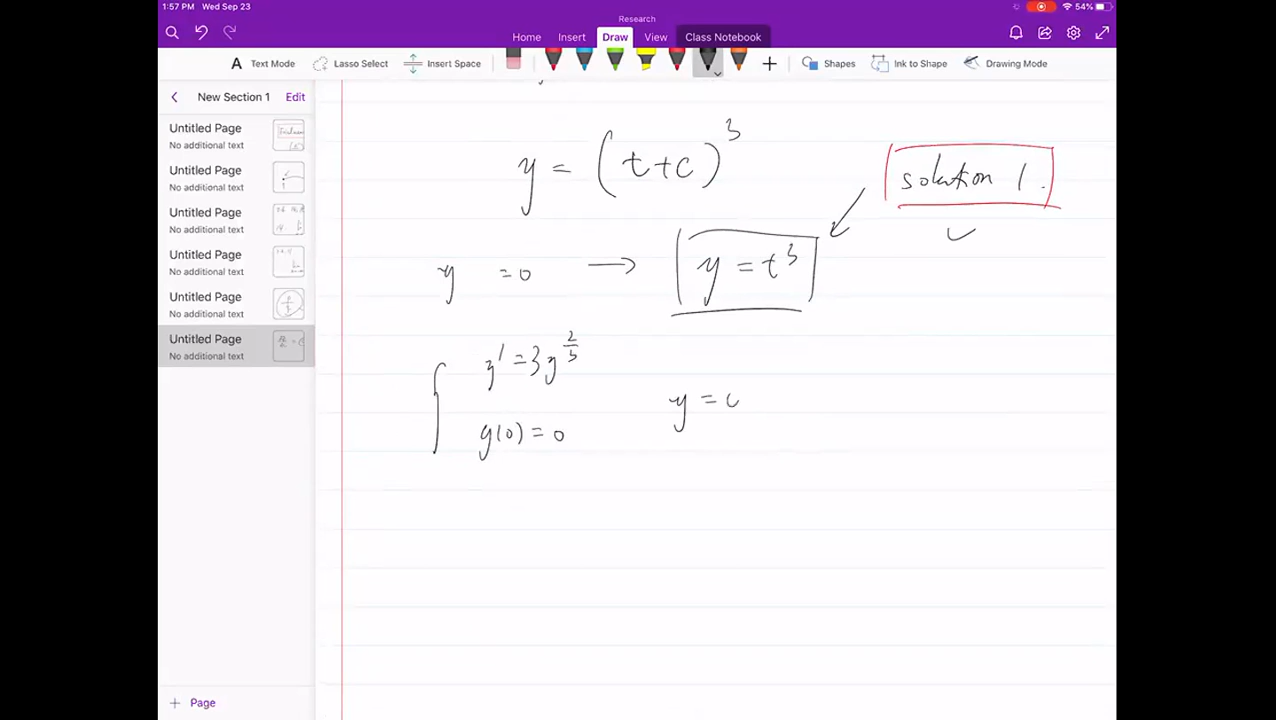 1:57 PM Wed Sep 23
54%
Research
Home Insert Draw View Class Notebook
Text Mode Lasso Select Insert Space Shapes Ink to Shape Drawing Mode
New Section 1 Edit
Untitled Page
No additional text
Untitled Page
No additional text
Untitled Page
No additional text
Untitled Page
No additional text
Untitled Page
No additional text
Untitled Page
No additional text
+ Page
y = (t+c)^3
solution 1.
y =0 → y = t^3
y' = 3y^{2/3}
y = 
y(0) = 0